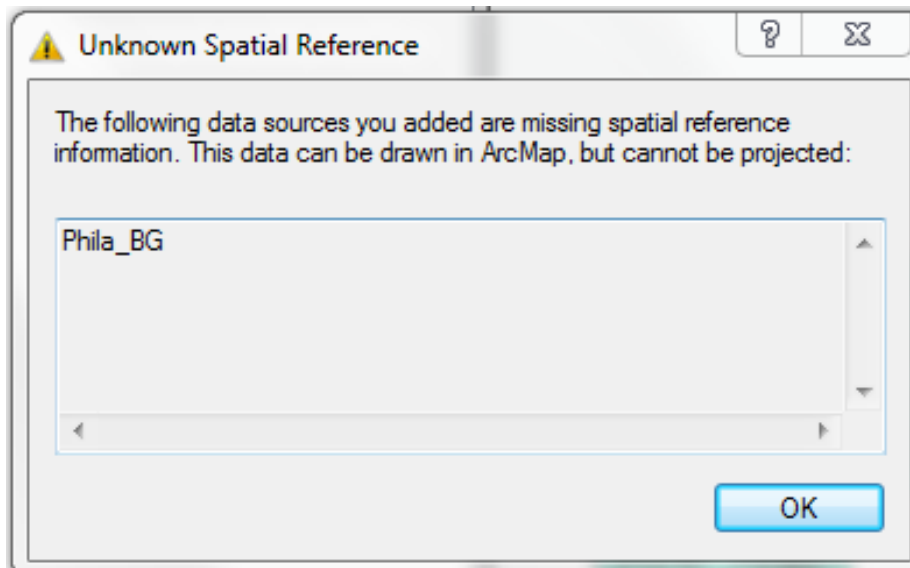 Unknown Spatial Reference
The following data sources you added are missing spatial reference
information. This data can be drawn in ArcMap, but cannot be projected:
Phila_BG
OK